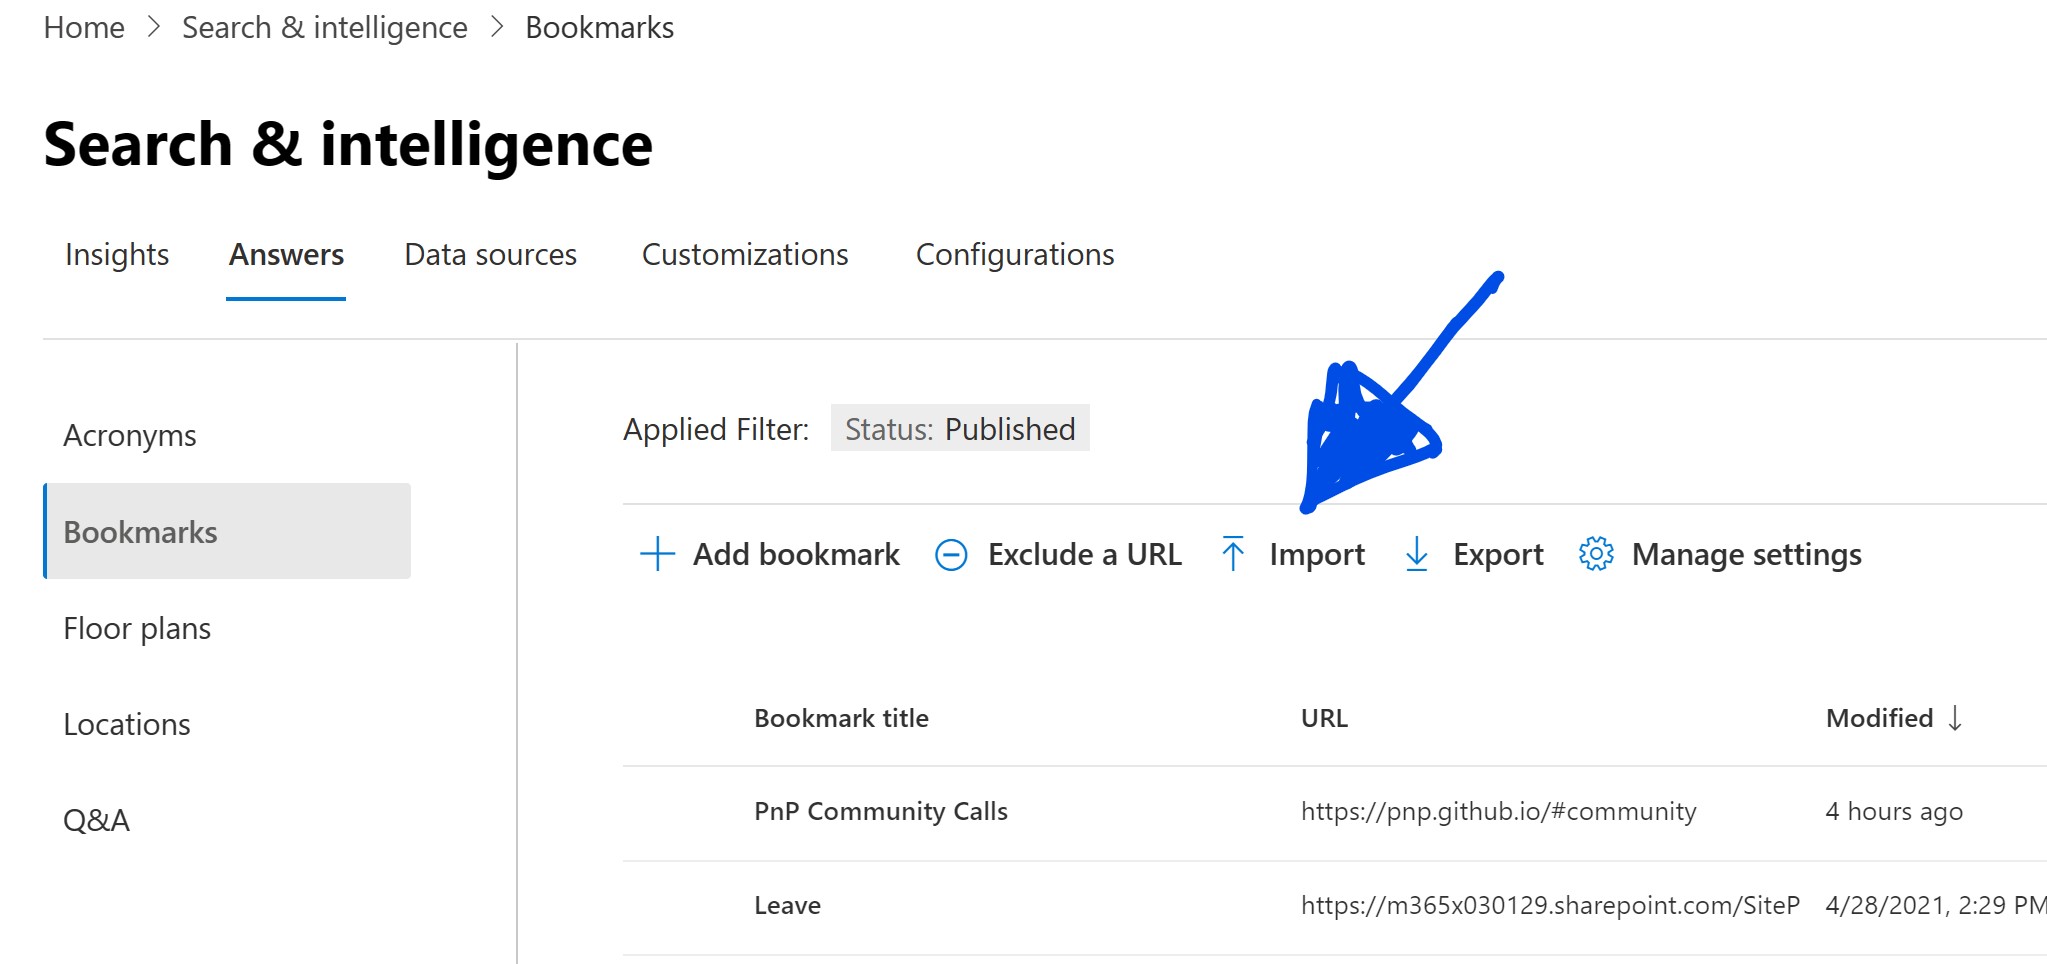 Home > Search & intelligence > Bookmarks
Search & intelligence
Insights Answers Data sources Customizations Configurations
Acronyms
Bookmarks
Floor plans
Locations
Q&A
Applied Filter: Status: Published
Add bookmark Exclude a URL Import Export Manage settings
Bookmark title URL Modified ↓
PnP Community Calls https://pnp.github.io/#community 4 hours ago
Leave https://m365x030129.sharepoint.com/SiteP 4/28/2021, 2:29 PM